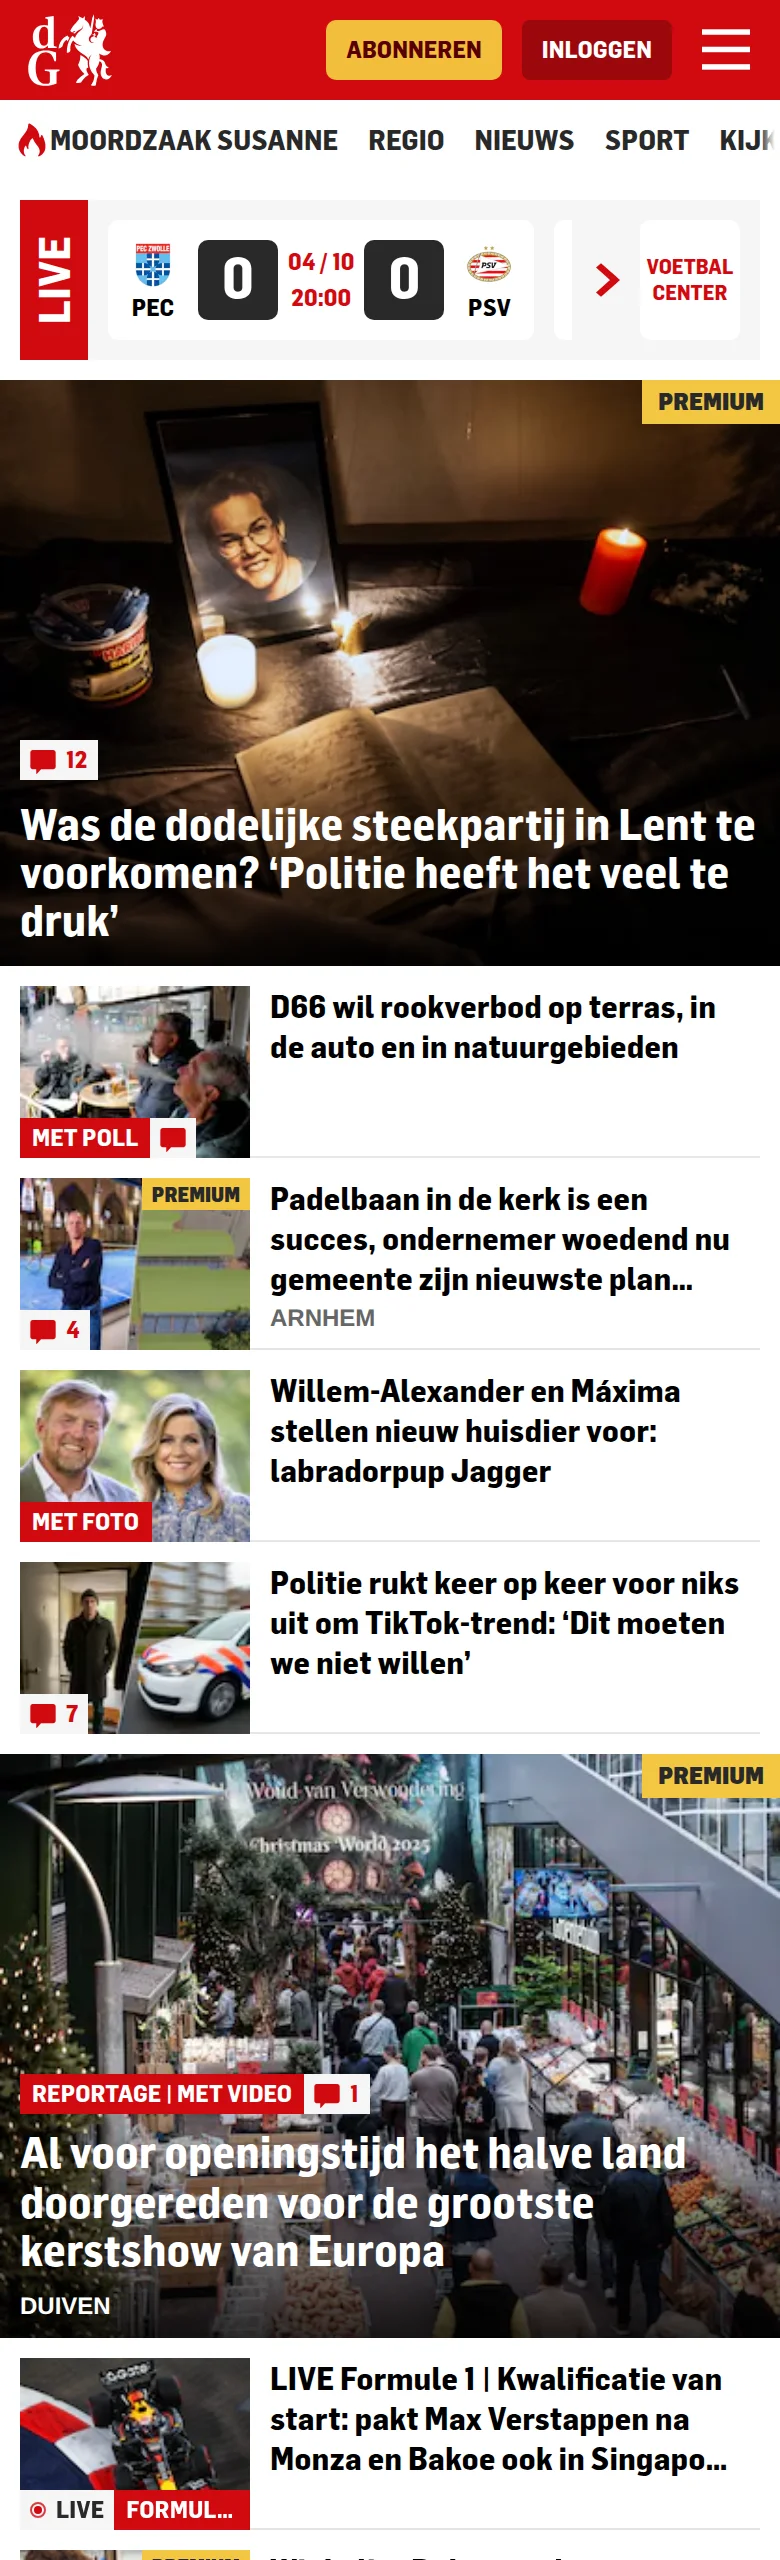 dG
ABONNEREN
INLOGGEN
MOORDZAAK SUSANNE
REGIO
NIEUWS
SPORT
KIJK
LIVE
PEC ZWOLLE
PEC
0
04 / 10
20:00
0
PSV
PSV
VOETBAL
CENTER
PREMIUM
HARIBO
12
Was de dodelijke steekpartij in Lent te
voorkomen? ‘Politie heeft het veel te
druk’
D66 wil rookverbod op terras, in
de auto en in natuurgebieden
MET POLL
PREMIUM
Padelbaan in de kerk is een
succes, ondernemer woedend nu
gemeente zijn nieuwste plan...
ARNHEM
4
Willem-Alexander en Máxima
stellen nieuw huisdier voor:
labradorpup Jagger
MET FOTO
Politie rukt keer op keer voor niks
uit om TikTok-trend: ‘Dit moeten
we niet willen’
7
PREMIUM
Woud van Verwondering
Christmas World 2025
REPORTAGE | MET VIDEO
1
Al voor openingstijd het halve land
doorgereden voor de grootste
kerstshow van Europa
DUIVEN
LIVE Formule 1 | Kwalificatie van
start: pakt Max Verstappen na
Monza en Bakoe ook in Singapo...
LIVE
FORMUL...